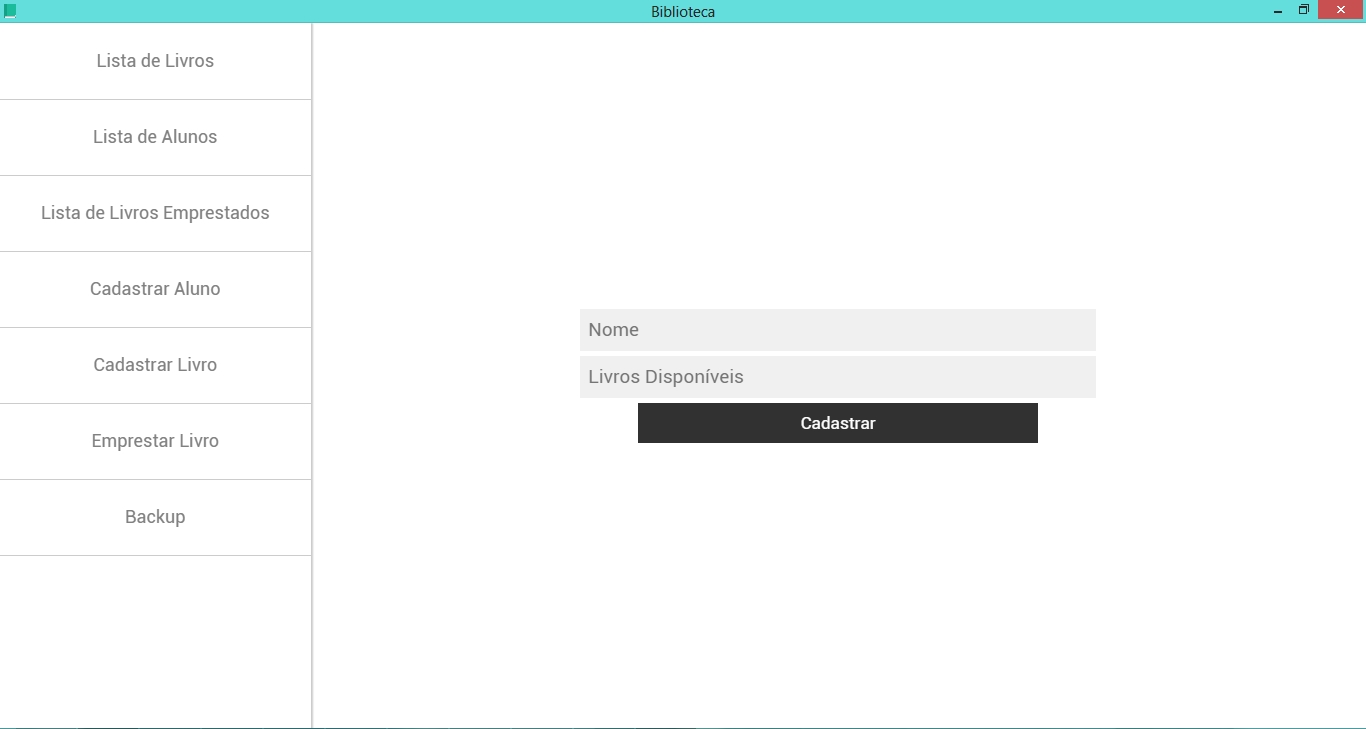 Biblioteca
Lista de Livros
Lista de Alunos
Lista de Livros Emprestados
Cadastrar Aluno
Cadastrar Livro
Emprestar Livro
Backup
Nome
Livros Disponíveis
Cadastrar